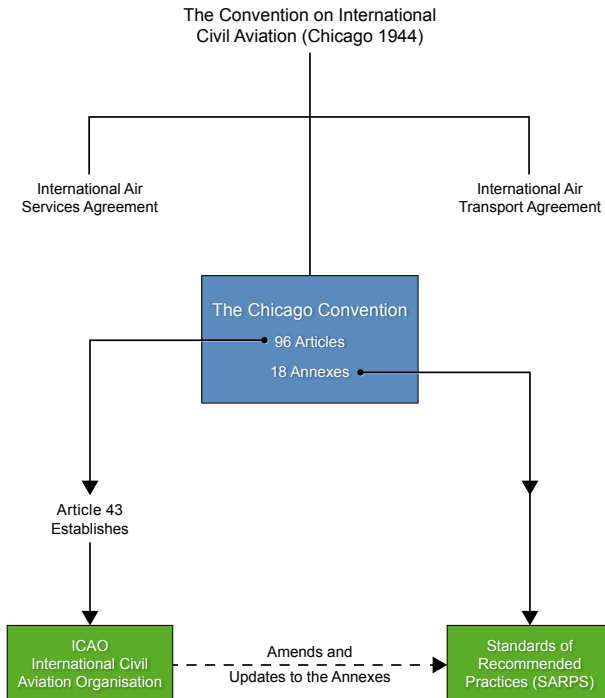 The Convention on International
Civil Aviation (Chicago 1944)
International Air
Services Agreement
International Air
Transport Agreement
The Chicago Convention
96 Articles
18 Annexes
Article 43
Establishes
ICAO
International Civil
Aviation Organisation
Amends and
Updates to the Annexes
Standards of
Recommended
Practices (SARPS)